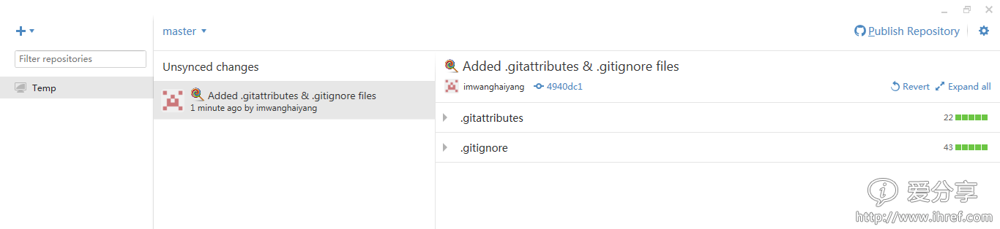 master
Publish Repository
Filter repositories
Temp
Unsynced changes
Added .gitattributes & .gitignore files
1 minute ago by imwanghaiyang
Added .gitattributes & .gitignore files
imwanghaiyang 4940dc1 Revert Expand all
.gitattributes 22
.gitignore 43
爱分享
http://www.ihref.com